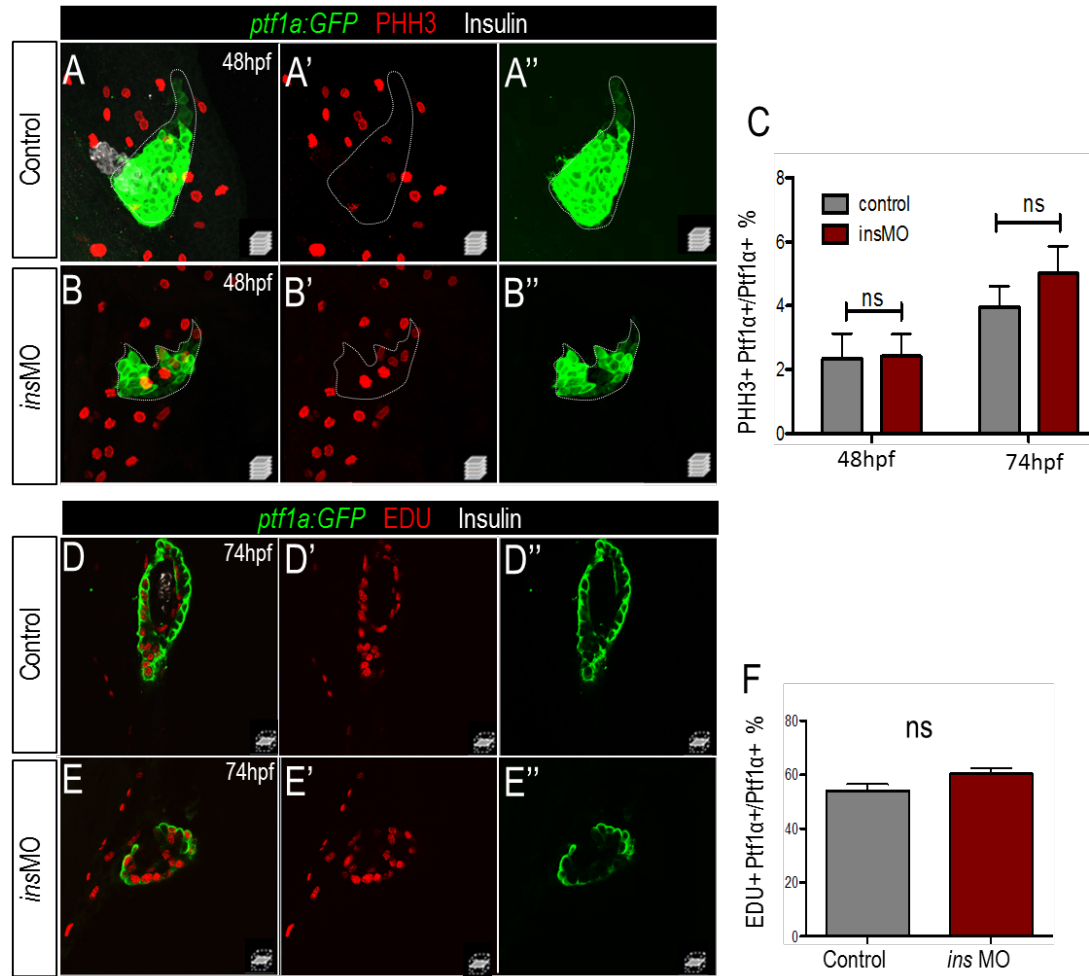 ptf1a:GFP PHH3 Insulin
Control
A 48hpf
A'
A''
insMO
B 48hpf
B'
B''
C
PHH3+ Ptf1α+/Ptf1α+ %
8
6
4
2
0
control
insMO
ns
ns
48hpf 74hpf
ptf1a:GFP EDU Insulin
Control
D 74hpf
D'
D''
insMO
E 74hpf
E'
E''
F
EDU+ Ptf1α+/Ptf1α+ %
80
60
40
20
0
ns
Control ins MO